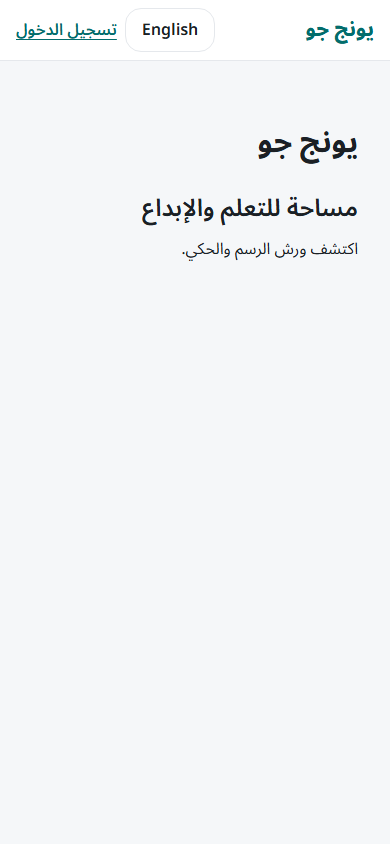 يونج جو
English
تسجيل الدخول
يونج جو
مساحة للتعلم والإبداع
اكتشف ورش الرسم والحكي.